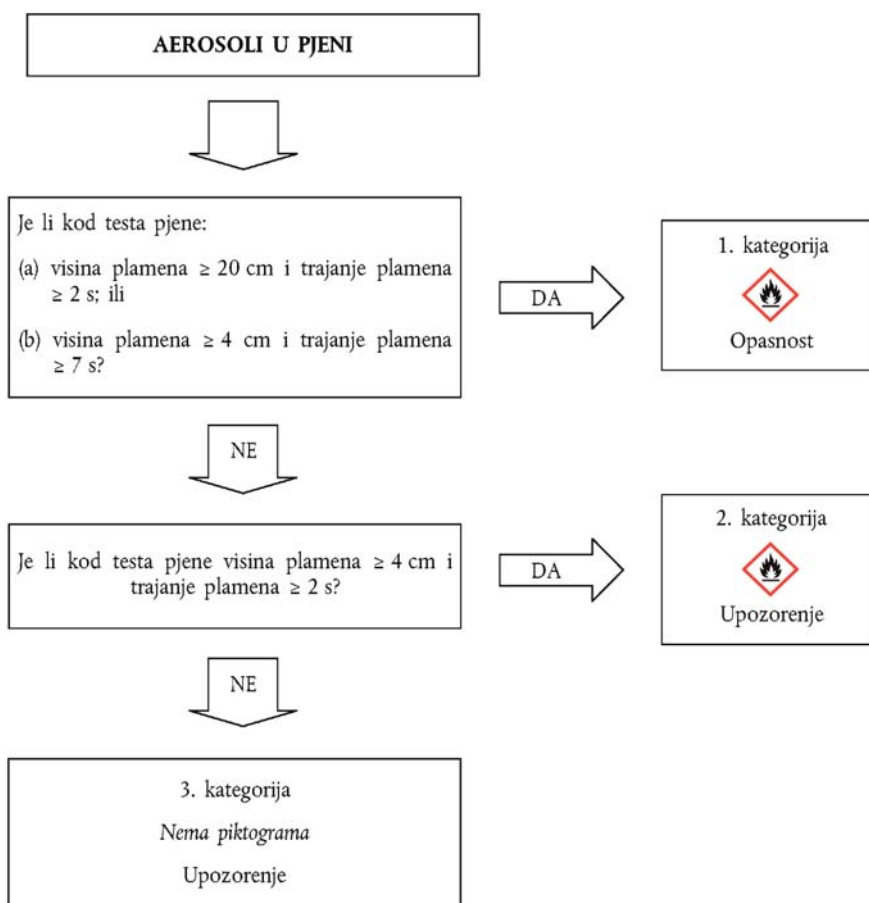 AEROSOLI U PJENI
Je li kod testa pjene:
(a) visina plamena ≥ 20 cm i trajanje plamena
≥ 2 s; ili
(b) visina plamena ≥ 4 cm i trajanje plamena
≥ 7 s?
DA
1. kategorija
Opasnost
NE
Je li kod testa pjene visina plamena ≥ 4 cm i
trajanje plamena ≥ 2 s?
DA
2. kategorija
Upozorenje
NE
3. kategorija
Nema piktograma
Upozorenje